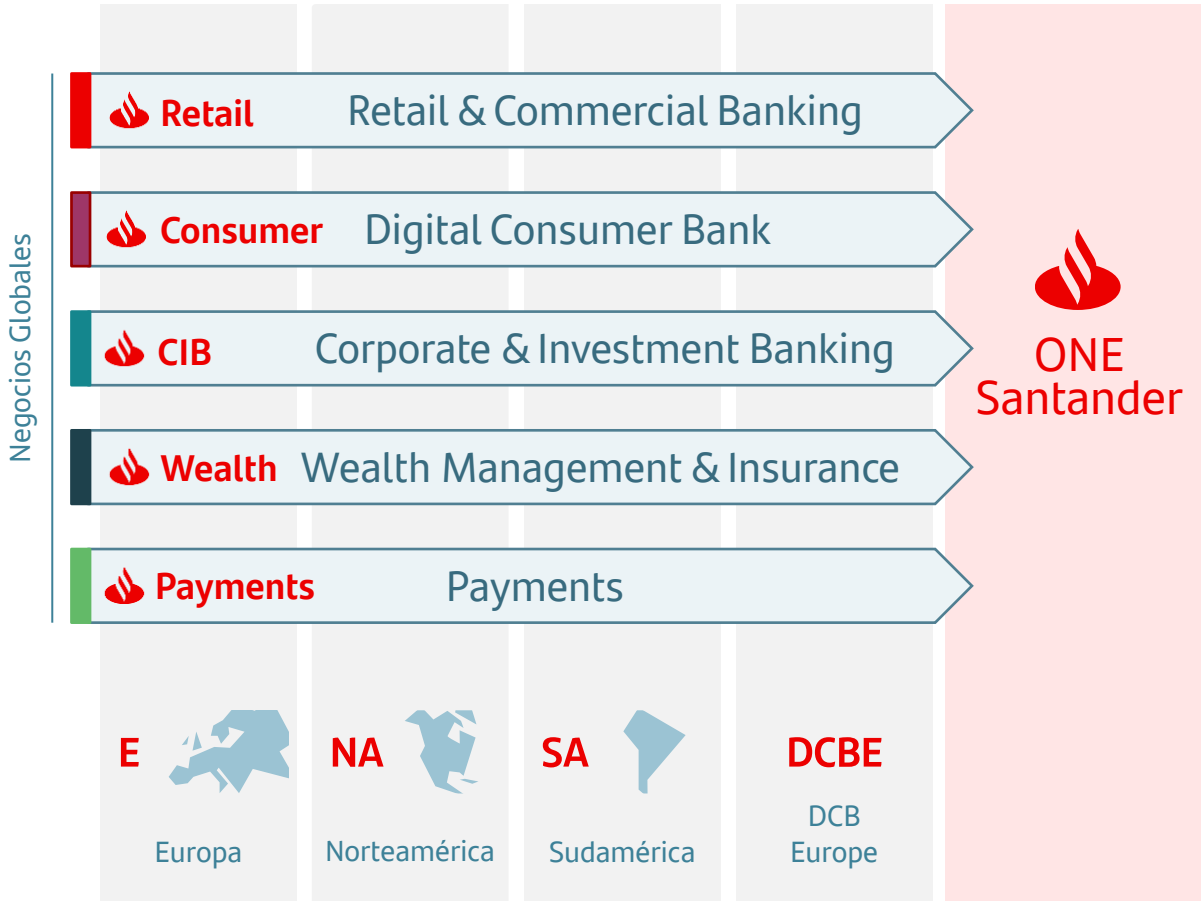 Negocios Globales
Retail Retail & Commercial Banking
Consumer Digital Consumer Bank
CIB Corporate & Investment Banking
Wealth Wealth Management & Insurance
Payments Payments
ONE
Santander
E
Europa
NA
Norteamérica
SA
Sudamérica
DCBE
DCB
Europe